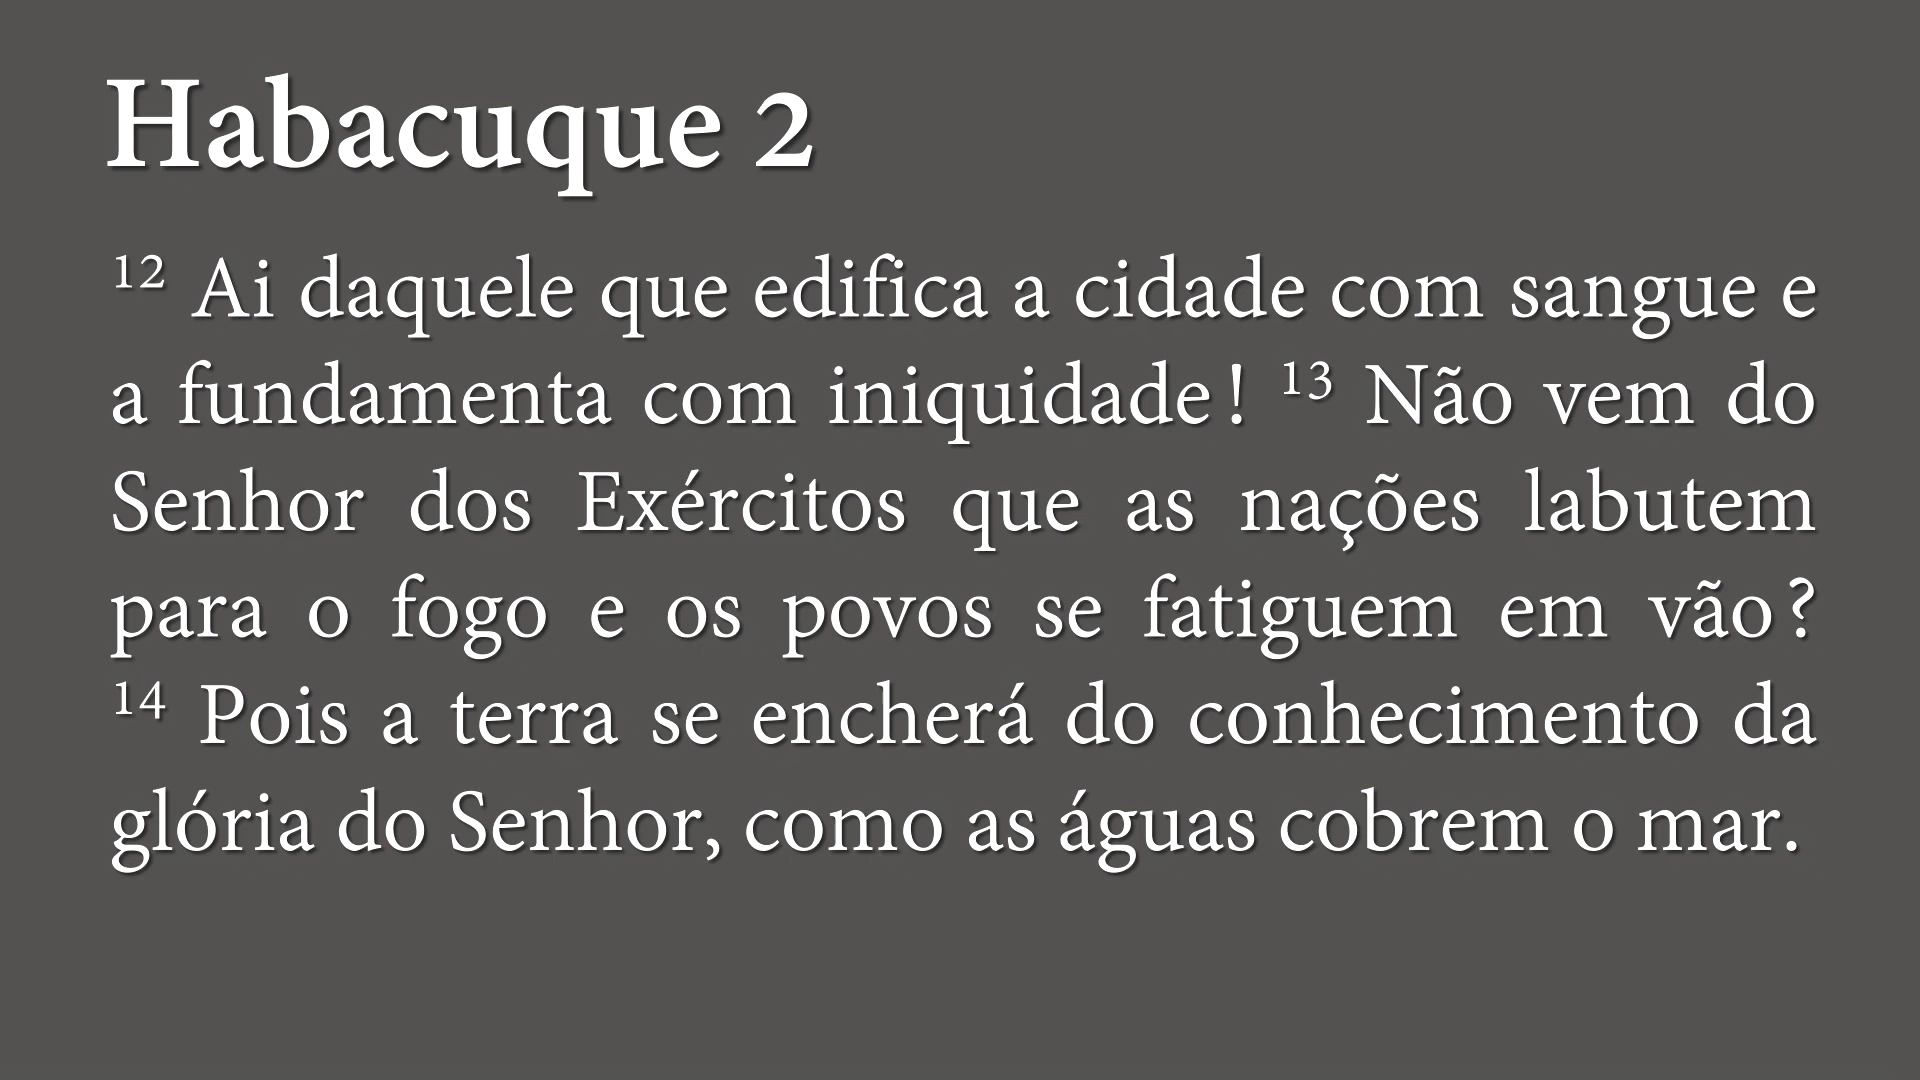 Habacuque 2
¹² Ai daquele que edifica a cidade com sangue e
a fundamenta com iniquidade! ¹³ Não vem do
Senhor dos Exércitos que as nações labutem
para o fogo e os povos se fatiguem em vão?
¹⁴ Pois a terra se encherá do conhecimento da
glória do Senhor, como as águas cobrem o mar.